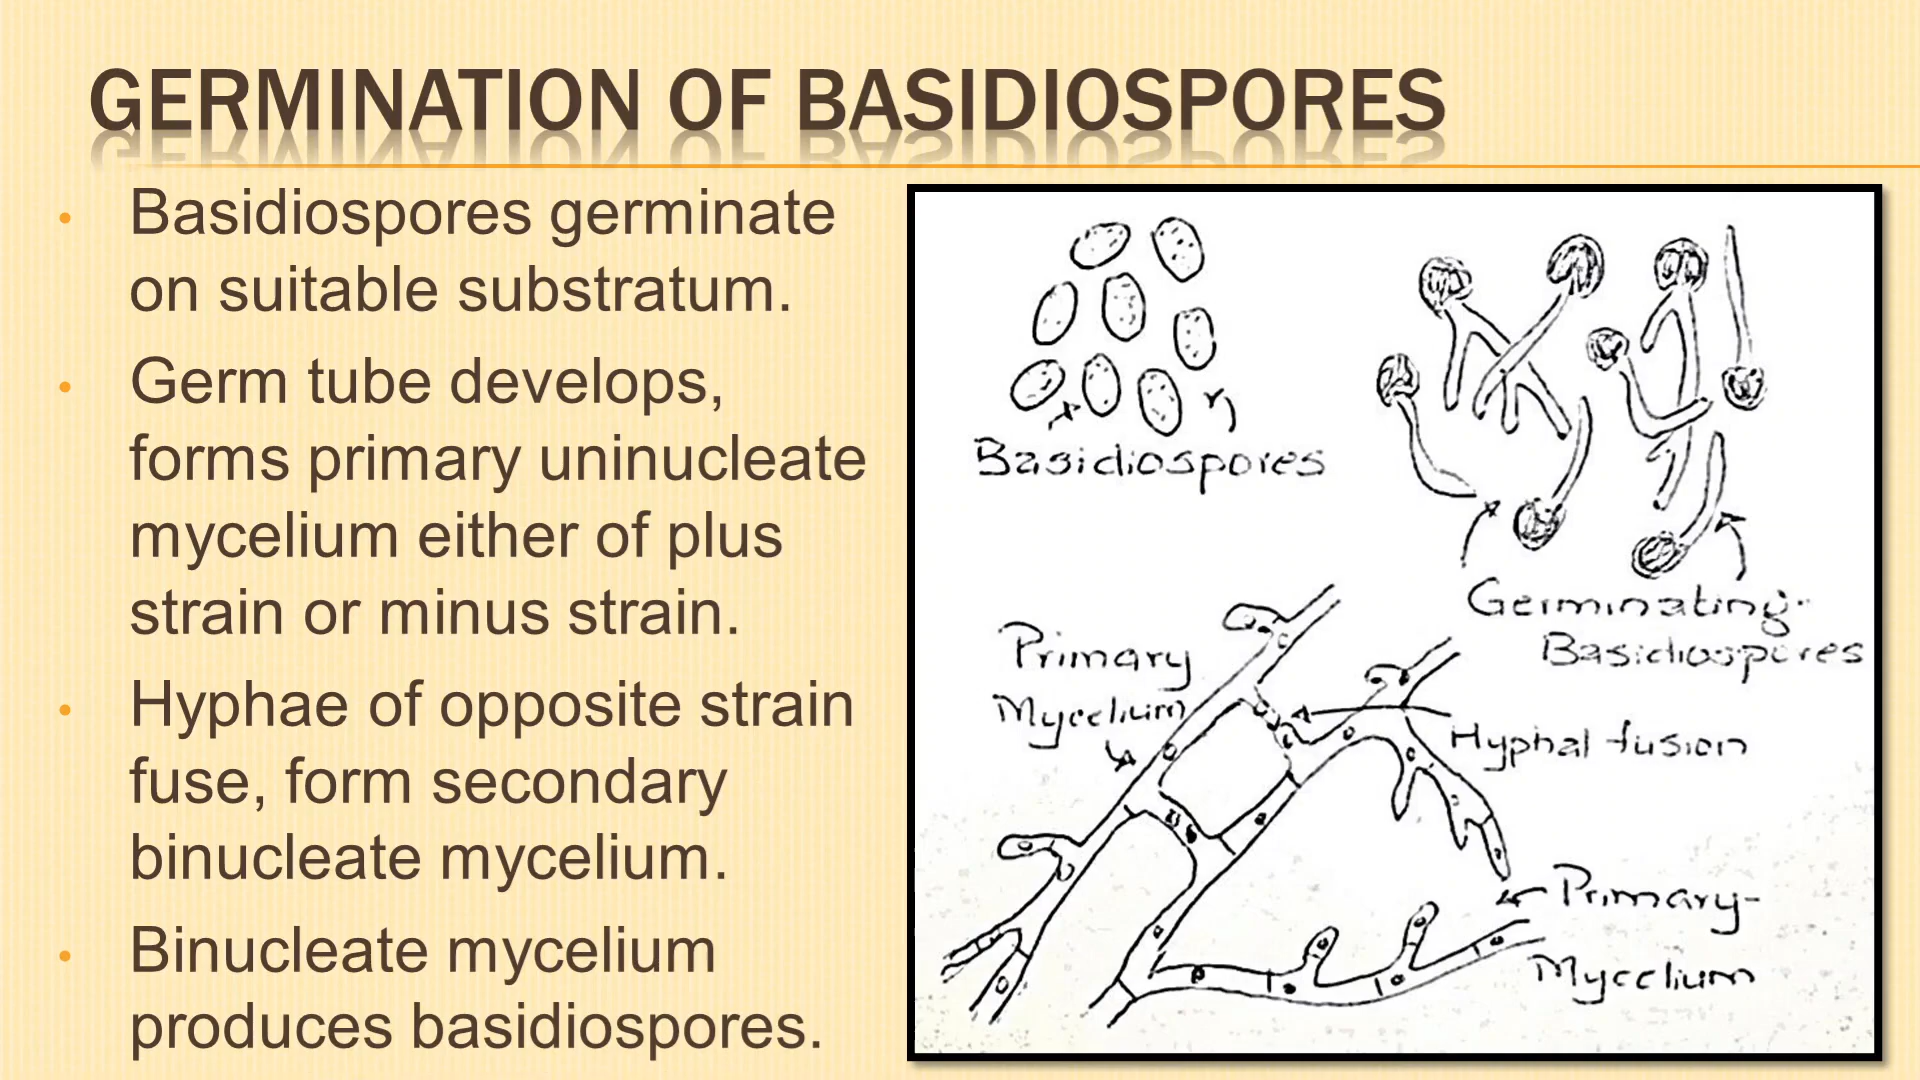 GERMINATION OF BASIDIOSPORES
• Basidiospores germinate
on suitable substratum.
• Germ tube develops,
forms primary uninucleate
mycelium either of plus
strain or minus strain.
• Hyphae of opposite strain
fuse, form secondary
binucleate mycelium.
• Binucleate mycelium
produces basidiospores.
Basidiospores
Germinating-
Basidiospores
Primary
Mycelium
Hyphal fusion
Primary-
Mycelium